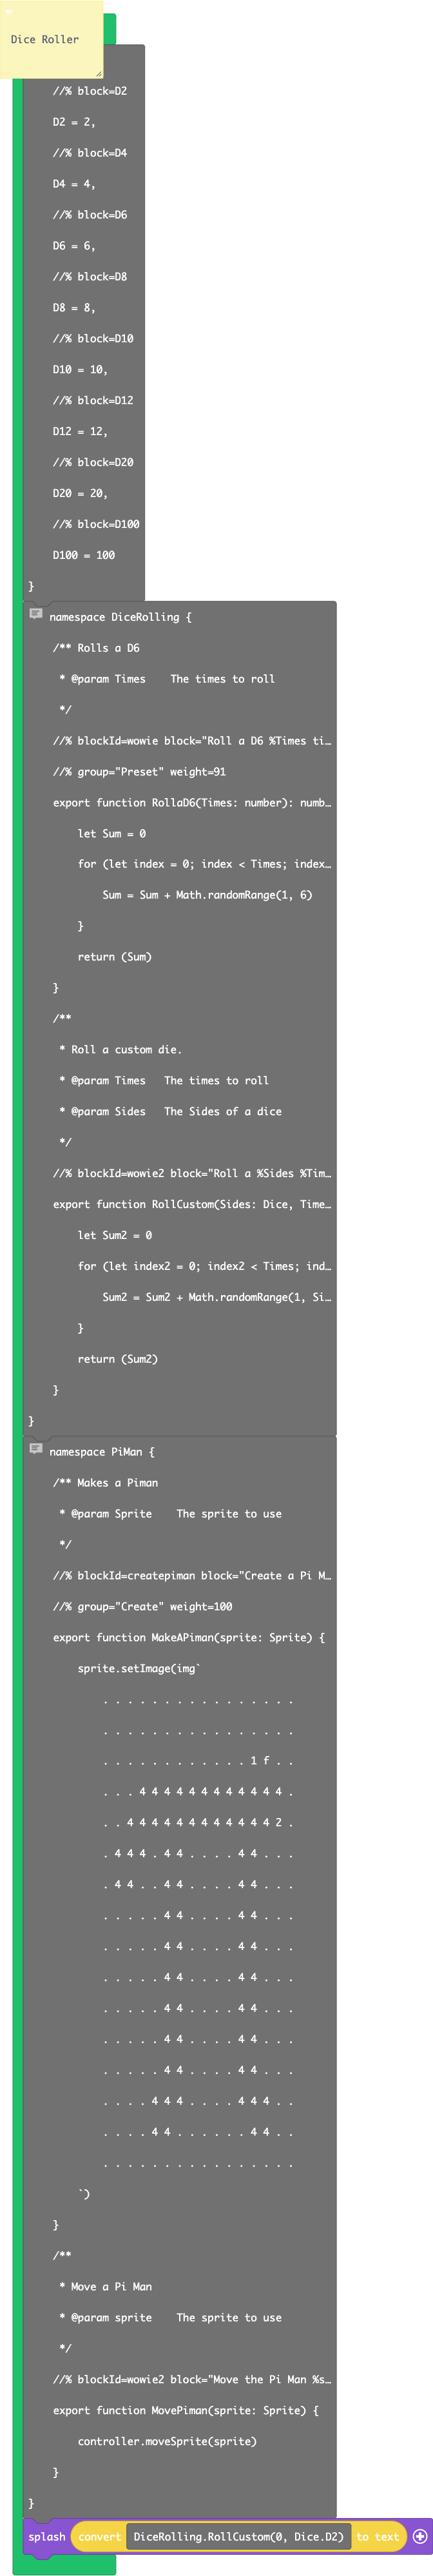 Dice Roller
//% block=D2
D2 = 2,
//% block=D4
D4 = 4,
//% block=D6
D6 = 6,
//% block=D8
D8 = 8,
//% block=D10
D10 = 10,
//% block=D12
D12 = 12,
//% block=D20
D20 = 20,
//% block=D100
D100 = 100
}
namespace DiceRolling {
/** Rolls a D6
* @param Times    The times to roll
*/
//% blockId=wowie block="Roll a D6 %Times ti…
//% group="Preset" weight=91
export function RollaD6(Times: number): numb…
let Sum = 0
for (let index = 0; index < Times; index…
Sum = Sum + Math.randomRange(1, 6)
}
return (Sum)
}
/**
* Roll a custom die.
* @param Times   The times to roll
* @param Sides   The Sides of a dice
*/
//% blockId=wowie2 block="Roll a %Sides %Tim…
export function RollCustom(Sides: Dice, Time…
let Sum2 = 0
for (let index2 = 0; index2 < Times; ind…
Sum2 = Sum2 + Math.randomRange(1, Si…
}
return (Sum2)
}
}
namespace PiMan {
/** Makes a Piman
* @param Sprite    The sprite to use
*/
//% blockId=createpiman block="Create a Pi M…
//% group="Create" weight=100
export function MakeAPiman(sprite: Sprite) {
sprite.setImage(img`
. . . . . . . . . . . . . . . .
. . . . . . . . . . . . . . . .
. . . . . . . . . . . . 1 f . .
. . . 4 4 4 4 4 4 4 4 4 4 4 4 .
. . 4 4 4 4 4 4 4 4 4 4 4 4 2 .
. 4 4 4 . 4 4 . . . . 4 4 . . .
. 4 4 . . 4 4 . . . . 4 4 . . .
. . . . . 4 4 . . . . 4 4 . . .
. . . . . 4 4 . . . . 4 4 . . .
. . . . . 4 4 . . . . 4 4 . . .
. . . . . 4 4 . . . . 4 4 . . .
. . . . . 4 4 . . . . 4 4 . . .
. . . . . 4 4 . . . . 4 4 . . .
. . . . 4 4 4 . . . . 4 4 4 . .
. . . . 4 4 . . . . . . 4 4 . .
. . . . . . . . . . . . . . . .
`)
}
/**
* Move a Pi Man
* @param sprite    The sprite to use
*/
//% blockId=wowie2 block="Move the Pi Man %s…
export function MovePiman(sprite: Sprite) {
controller.moveSprite(sprite)
}
}
splash convert DiceRolling.RollCustom(0, Dice.D2) to text